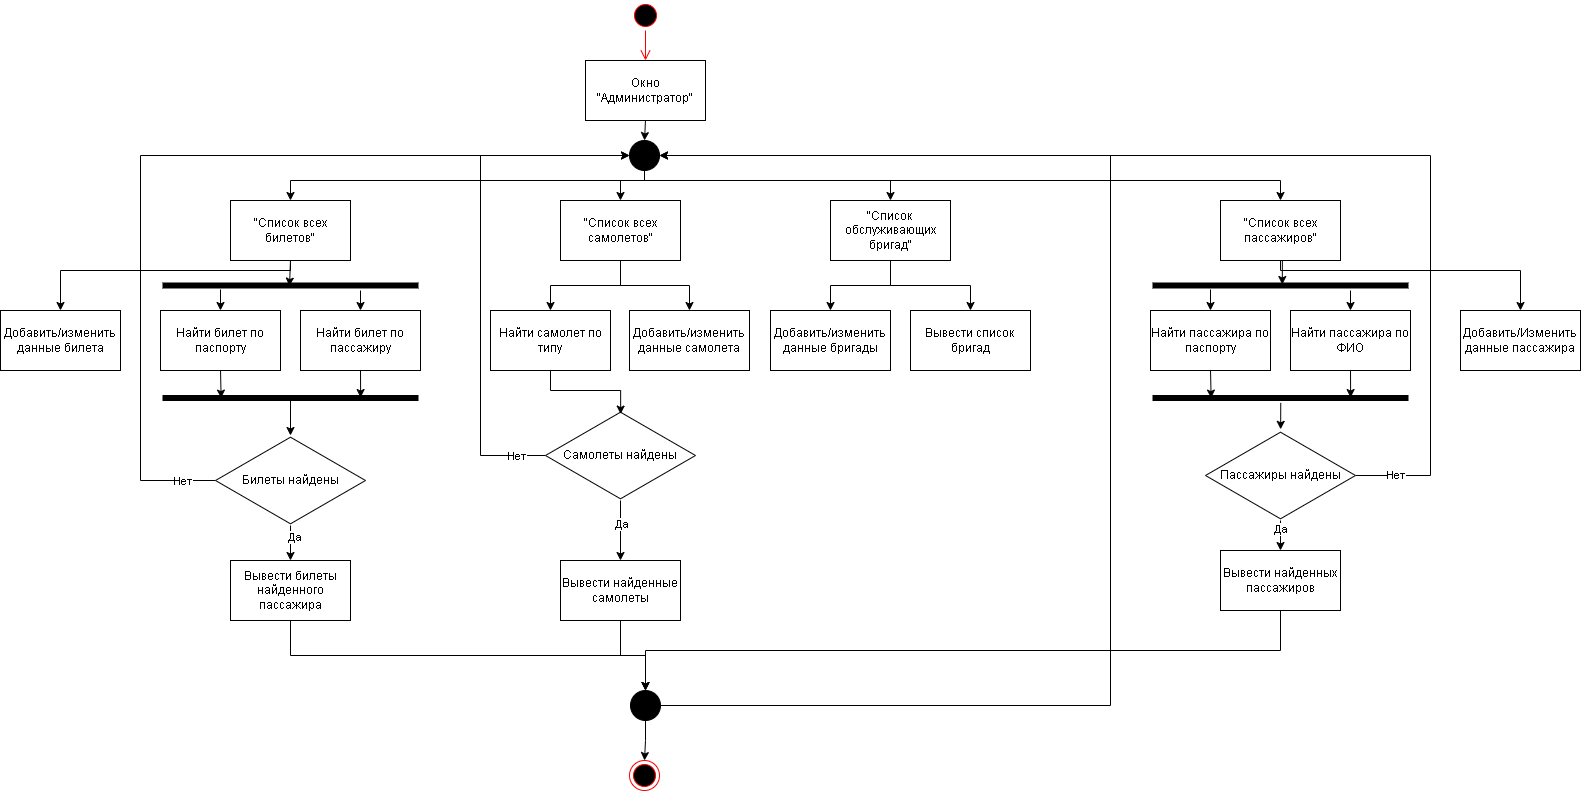 Окно
"Администратор"
"Список всех
билетов"
"Список всех
самолетов"
"Список
обслуживающих
бригад"
"Список всех
пассажиров"
Добавить/изменить
данные билета
Найти билет по
паспорту
Найти билет по
пассажиру
Найти самолет по
типу
Добавить/изменить
данные самолета
Добавить/изменить
данные бригады
Вывести список
бригад
Найти пассажира по
паспорту
Найти пассажира по
ФИО
Добавить/Изменить
данные пассажира
Нет
Билеты найдены
Нет
Самолеты найдены
Пассажиры найдены
Нет
Да
Да
Да
Вывести билеты
найденного
пассажира
Вывести найденные
самолеты
Вывести найденных
пассажиров